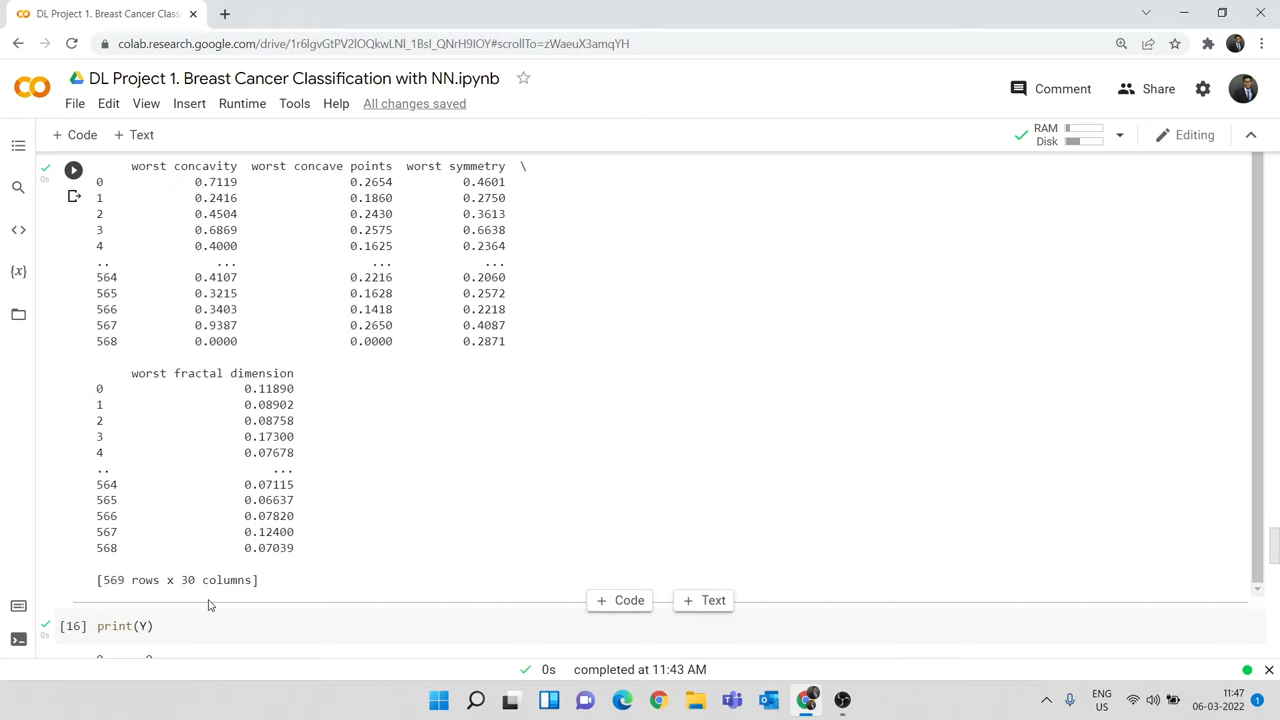 DL Project 1. Breast Cancer Class
colab.research.google.com/drive/1r6lgvGtPV2lOQkwLNl_1BsI_QNrH9IOY#scrollTo=zWaeuX3amqYH
DL Project 1. Breast Cancer Classification with NN.ipynb
File Edit View Insert Runtime Tools Help All changes saved
Comment Share
+ Code + Text
RAM
Disk
Editing
worst concavity worst concave points worst symmetry \
0 0.7119 0.2654 0.4601
1 0.2416 0.1860 0.2750
2 0.4504 0.2430 0.3613
3 0.6869 0.2575 0.6638
4 0.4000 0.1625 0.2364
.. ... ... ...
564 0.4107 0.2216 0.2060
565 0.3215 0.1628 0.2572
566 0.3403 0.1418 0.2218
567 0.9387 0.2650 0.4087
568 0.0000 0.0000 0.2871
worst fractal dimension
0 0.11890
1 0.08902
2 0.08758
3 0.17300
4 0.07678
.. ...
564 0.07115
565 0.06637
566 0.07820
567 0.12400
568 0.07039
[569 rows x 30 columns]
+ Code + Text
[16] print(Y)
0s
0s
0s completed at 11:43 AM
ENG
US
11:47
06-03-2022
1